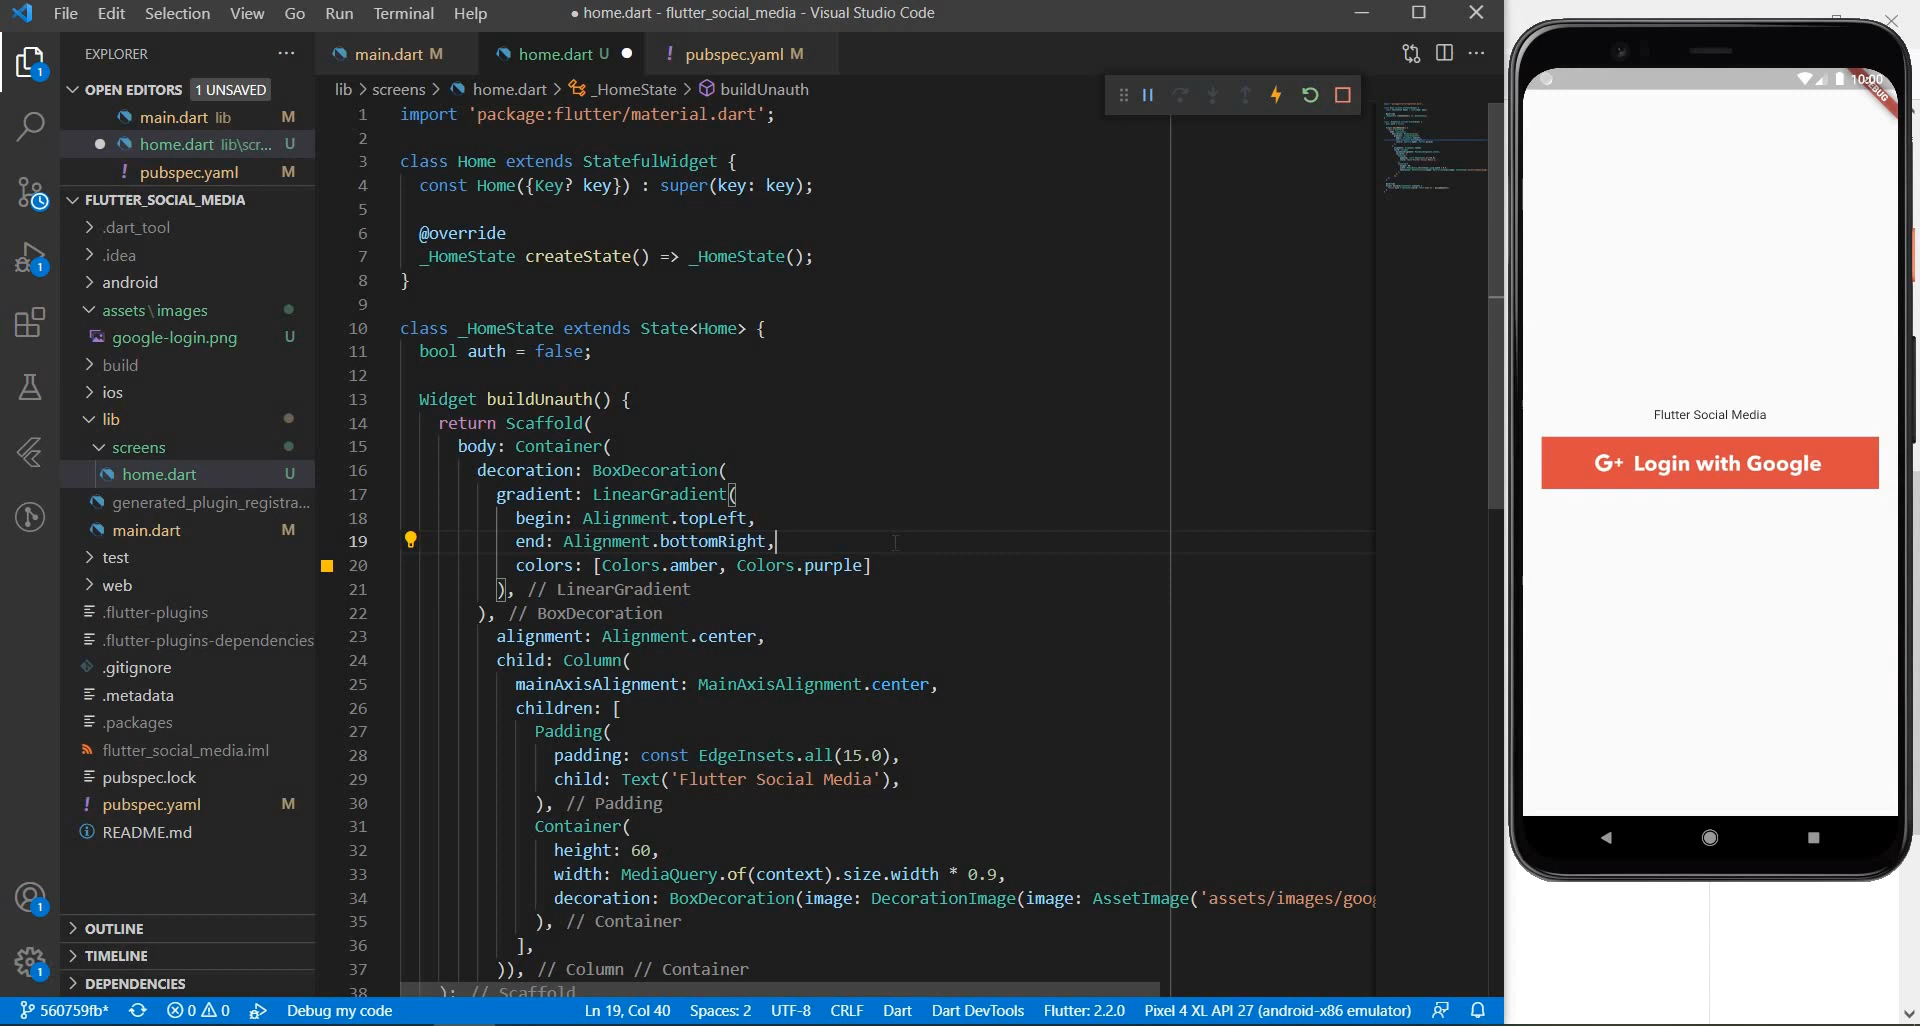 File Edit Selection View Go Run Terminal Help
● home.dart - flutter_social_media - Visual Studio Code
EXPLORER
OPEN EDITORS 1 UNSAVED
main.dart lib M
home.dart lib\scr... U
pubspec.yaml M
FLUTTER_SOCIAL_MEDIA
.dart_tool
.idea
android
assets\images
google-login.png U
build
ios
lib
screens
home.dart U
generated_plugin_registra...
main.dart M
test
web
.flutter-plugins
.flutter-plugins-dependencies
.gitignore
.metadata
.packages
flutter_social_media.iml
pubspec.lock
pubspec.yaml M
README.md
OUTLINE
TIMELINE
DEPENDENCIES
main.dart M home.dart U pubspec.yaml M
lib > screens > home.dart > _HomeState > buildUnauth
1 import 'package:flutter/material.dart';
2
3 class Home extends StatefulWidget {
4 const Home({Key? key}) : super(key: key);
5
6 @override
7 _HomeState createState() => _HomeState();
8 }
9
10 class _HomeState extends State<Home> {
11 bool auth = false;
12
13 Widget buildUnauth() {
14 return Scaffold(
15 body: Container(
16 decoration: BoxDecoration(
17 gradient: LinearGradient(
18 begin: Alignment.topLeft,
19 end: Alignment.bottomRight,
20 colors: [Colors.amber, Colors.purple]
21 ), // LinearGradient
22 ), // BoxDecoration
23 alignment: Alignment.center,
24 child: Column(
25 mainAxisAlignment: MainAxisAlignment.center,
26 children: [
27 Padding(
28 padding: const EdgeInsets.all(15.0),
29 child: Text('Flutter Social Media'),
30 ), // Padding
31 Container(
32 height: 60,
33 width: MediaQuery.of(context).size.width * 0.9,
34 decoration: BoxDecoration(image: DecorationImage(image: AssetImage('assets/images/goog
35 ), // Container
36 ],
37 )), // Column // Container
38 ); // Scaffold
10:00
DEBUG
Flutter Social Media
G+ Login with Google
560759fb* 0 0 Debug my code Ln 19, Col 40 Spaces: 2 UTF-8 CRLF Dart Dart DevTools Flutter: 2.2.0 Pixel 4 XL API 27 (android-x86 emulator)